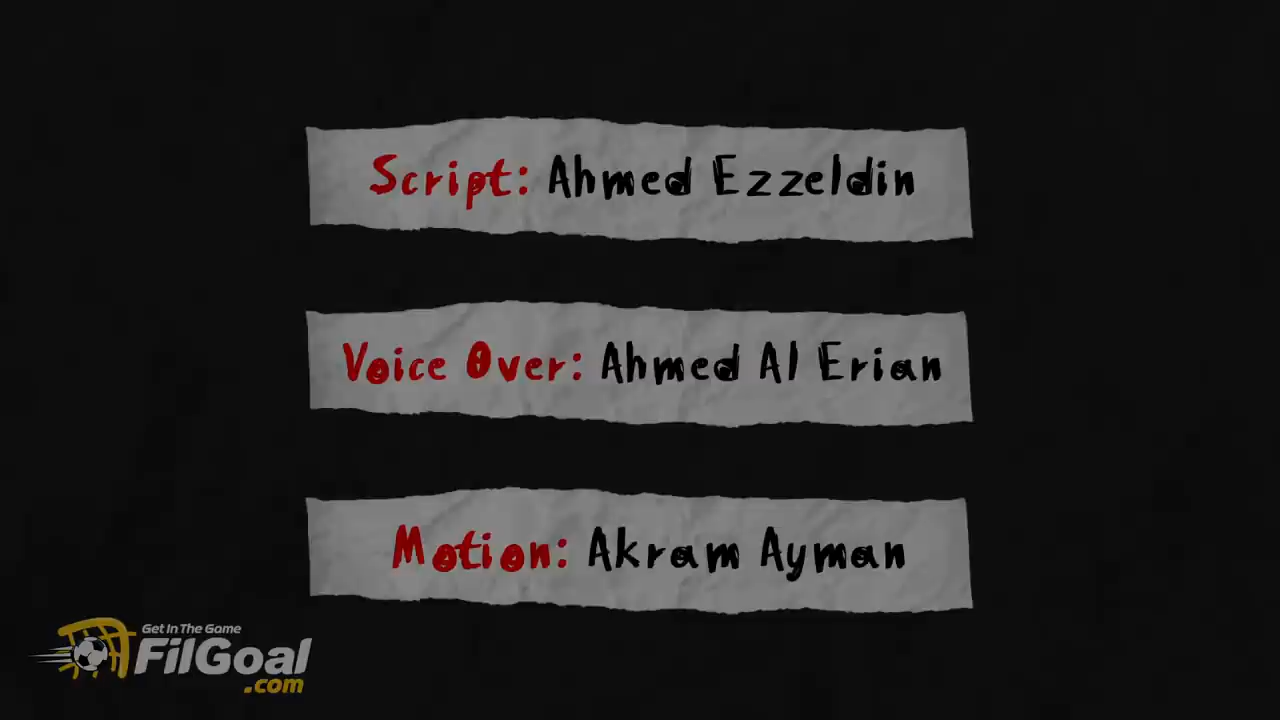 Script: Ahmed Ezzeldin
Voice Over: Ahmed Al Erian
Motion: Akram Ayman
Get In The Game
FilGoal
.com